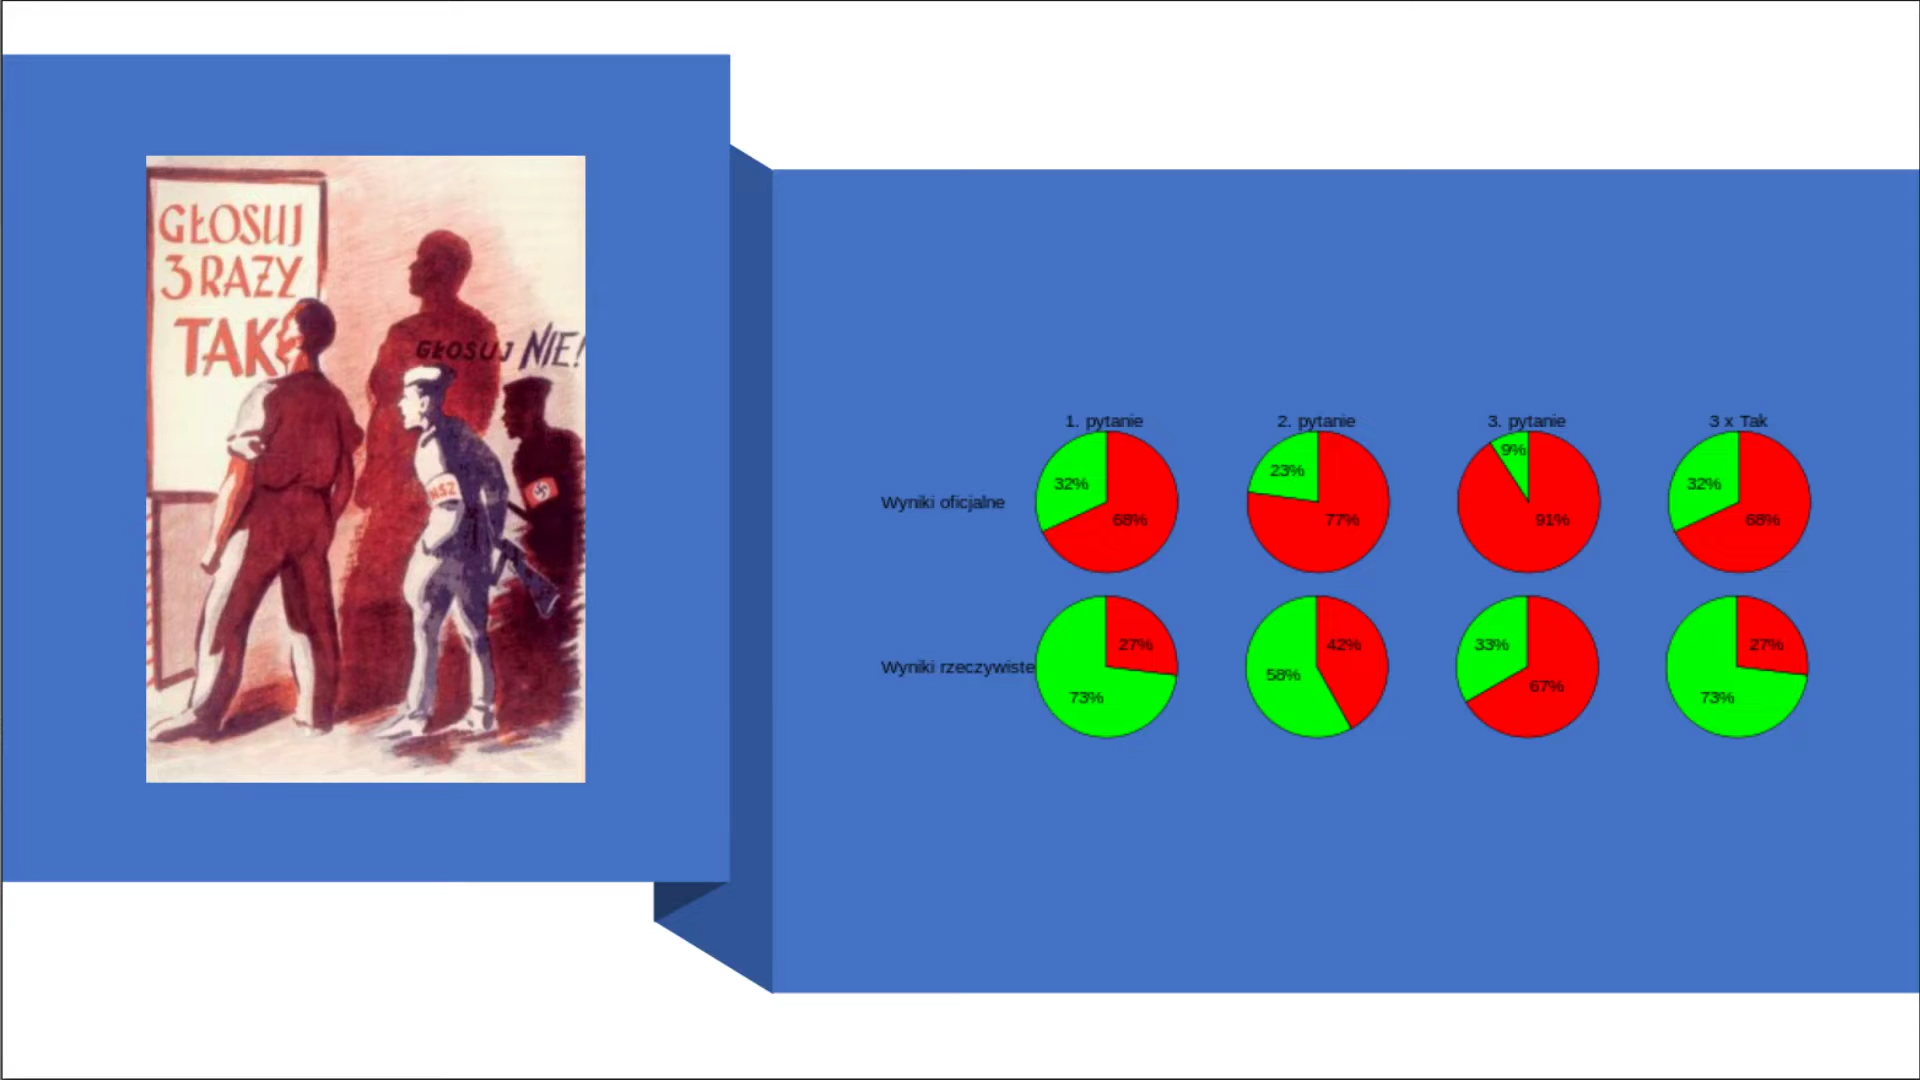 GŁOSUJ
3 RAZY
TAK
GŁOSUJ NIE!
NSZ
1. pytanie
2. pytanie
3. pytanie
3 x Tak
Wyniki oficjalne
32%
68%
23%
77%
9%
91%
32%
68%
Wyniki rzeczywiste
27%
73%
42%
58%
33%
67%
27%
73%